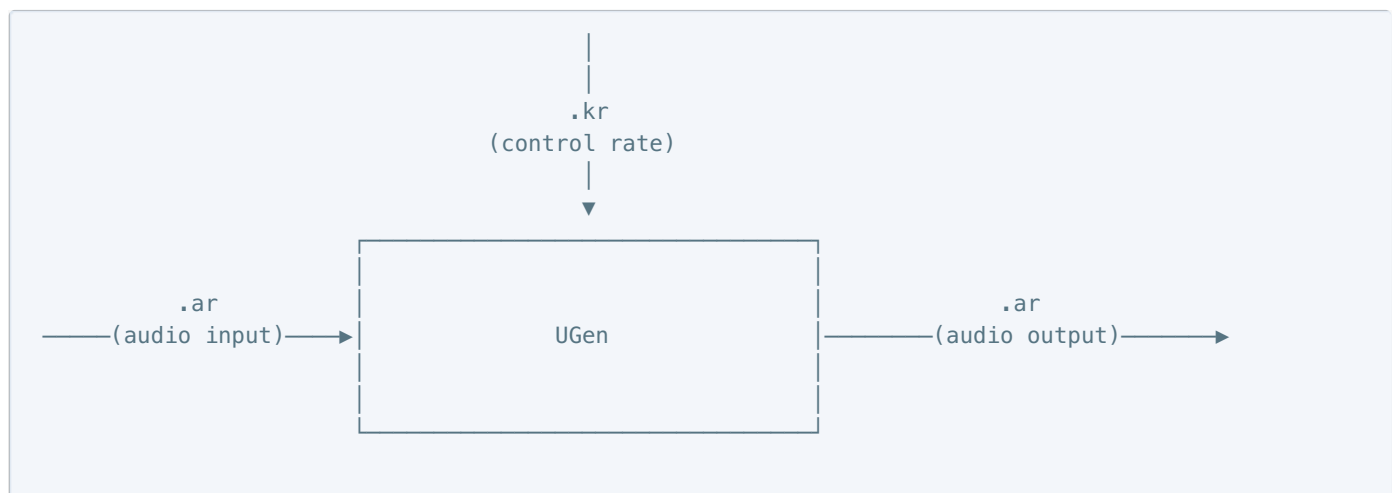 .kr
(control rate)
.ar
.ar
(audio input)
UGen
(audio output)